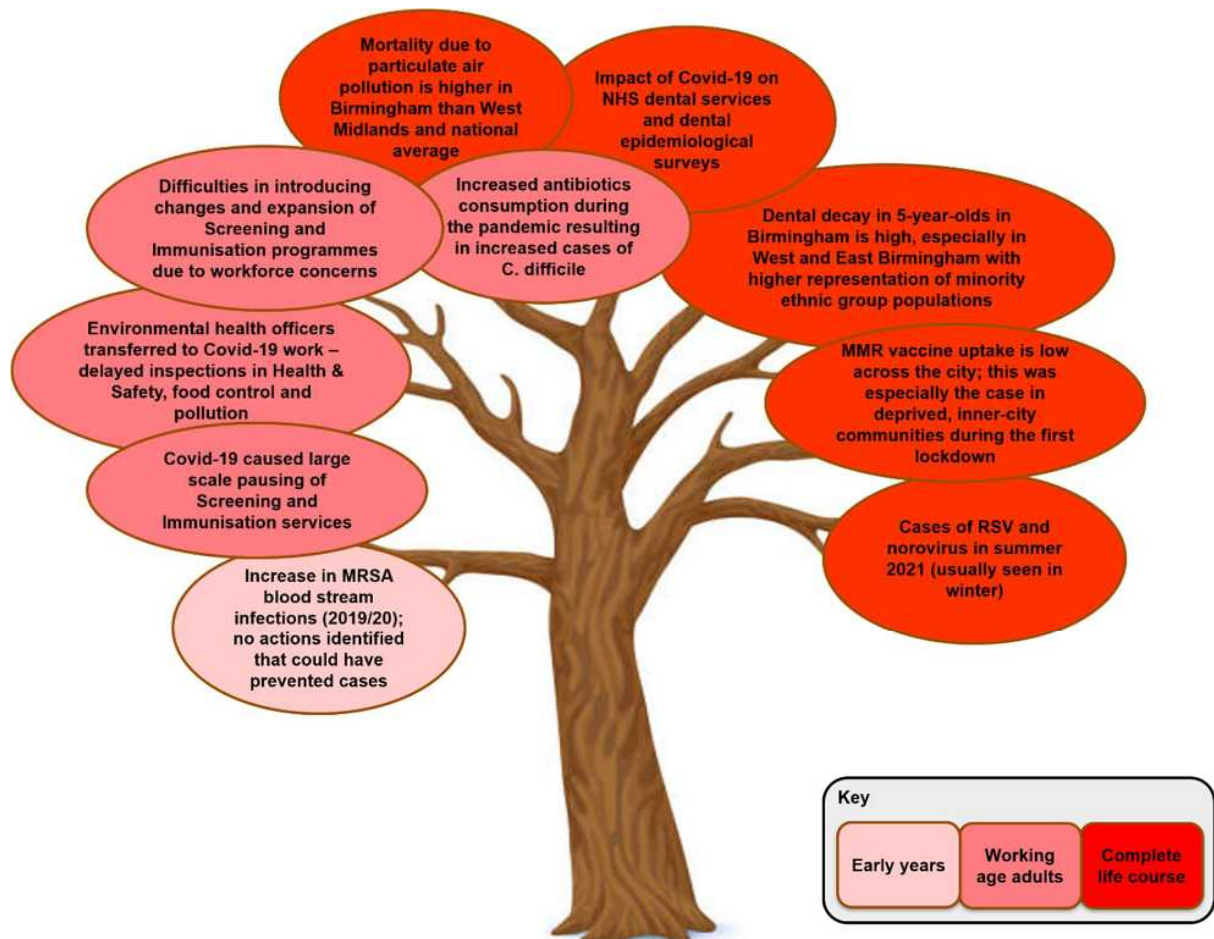 Mortality due to
particulate air
pollution is higher in
Birmingham than West
Midlands and national
average
Impact of Covid-19 on
NHS dental services
and dental
epidemiological
surveys
Difficulties in introducing
changes and expansion of
Screening and
Immunisation programmes
due to workforce concerns
Increased antibiotics
consumption during
the pandemic resulting
in increased cases of
C. difficile
Dental decay in 5-year-olds in
Birmingham is high, especially in
West and East Birmingham with
higher representation of minority
ethnic group populations
Environmental health officers
transferred to Covid-19 work –
delayed inspections in Health &
Safety, food control and
pollution
MMR vaccine uptake is low
across the city; this was
especially the case in
deprived, inner-city
communities during the first
lockdown
Covid-19 caused large
scale pausing of
Screening and
Immunisation services
Cases of RSV and
norovirus in summer
2021 (usually seen in
winter)
Increase in MRSA
blood stream
infections (2019/20);
no actions identified
that could have
prevented cases
Key
Early years
Working
age adults
Complete
life course